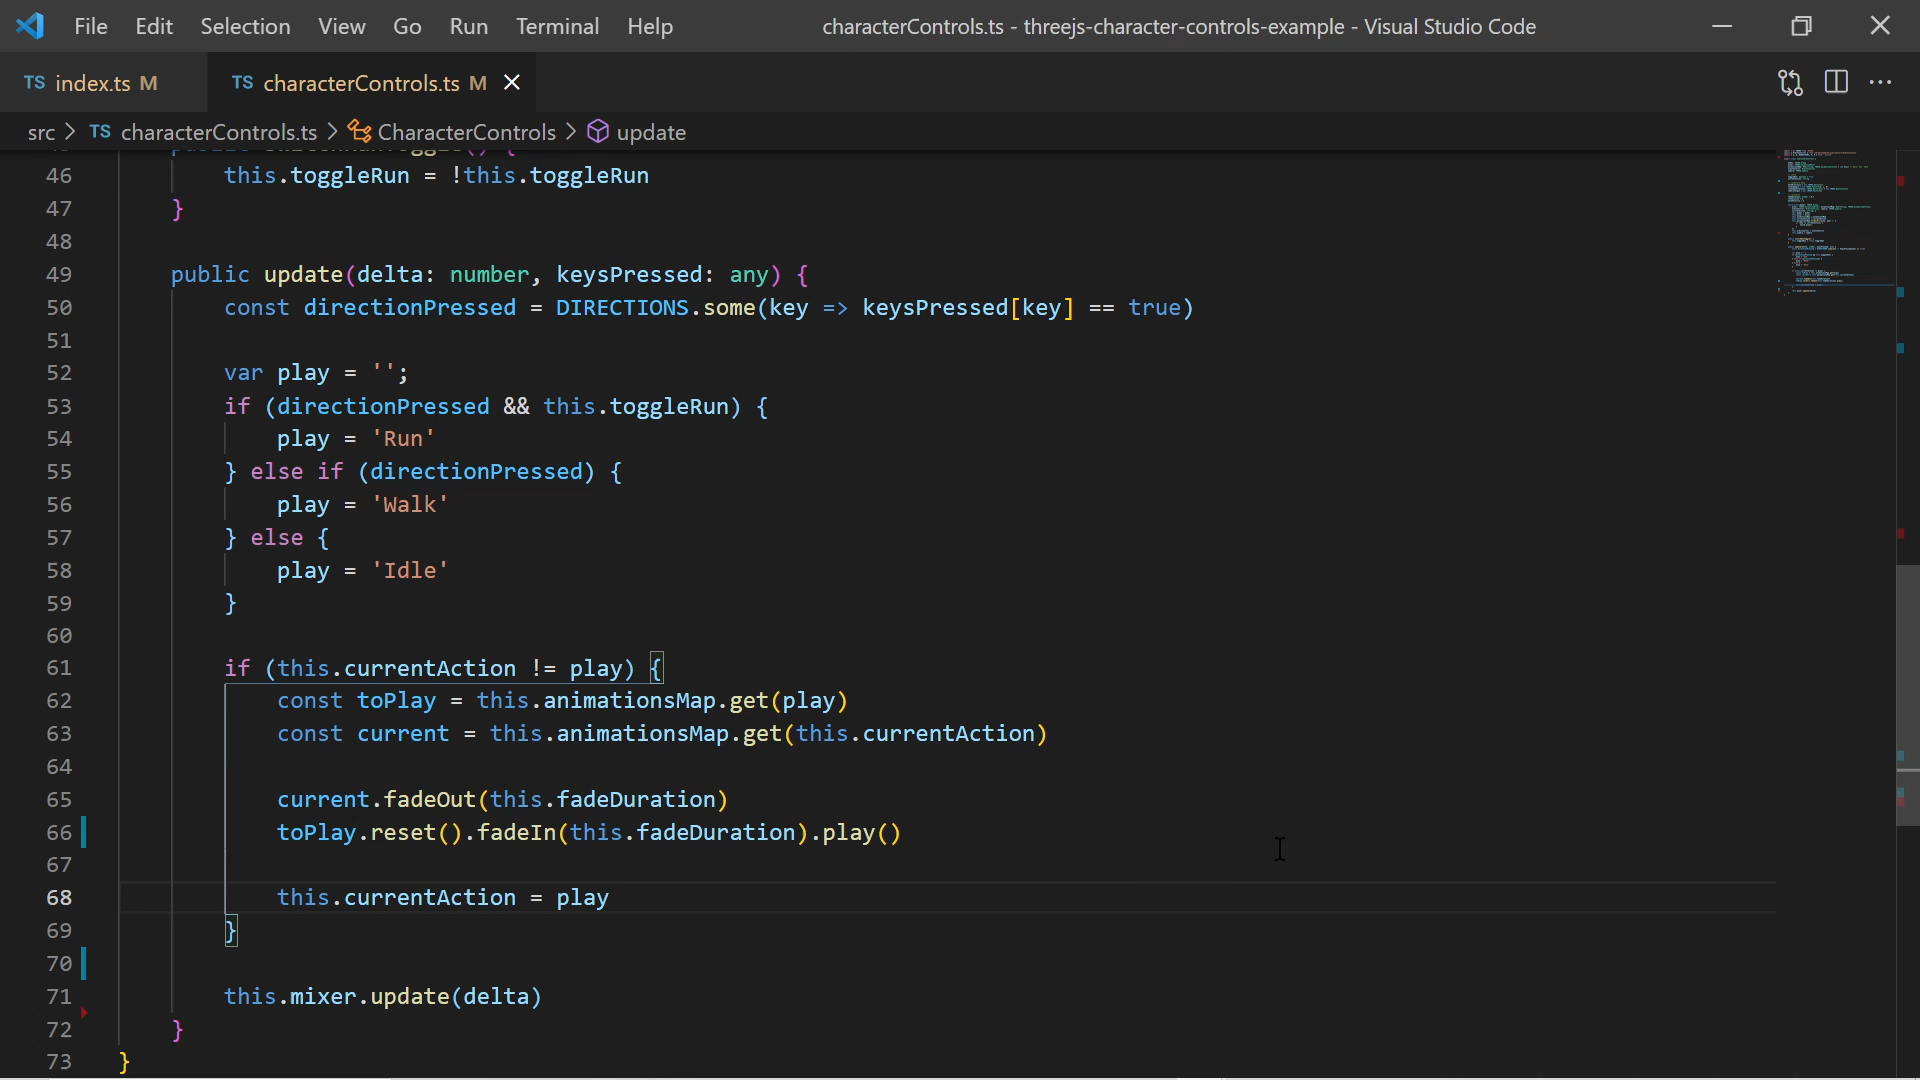 File Edit Selection View Go Run Terminal Help characterControls.ts - threejs-character-controls-example - Visual Studio Code
TS index.ts M TS characterControls.ts M
src > TS characterControls.ts > CharacterControls > update
46 this.toggleRun = !this.toggleRun
47 }
48
49 public update(delta: number, keysPressed: any) {
50 const directionPressed = DIRECTIONS.some(key => keysPressed[key] == true)
51
52 var play = '';
53 if (directionPressed && this.toggleRun) {
54 play = 'Run'
55 } else if (directionPressed) {
56 play = 'Walk'
57 } else {
58 play = 'Idle'
59 }
60
61 if (this.currentAction != play) {
62 const toPlay = this.animationsMap.get(play)
63 const current = this.animationsMap.get(this.currentAction)
64
65 current.fadeOut(this.fadeDuration)
66 toPlay.reset().fadeIn(this.fadeDuration).play()
67
68 this.currentAction = play
69 }
70
71 this.mixer.update(delta)
72 }
73 }